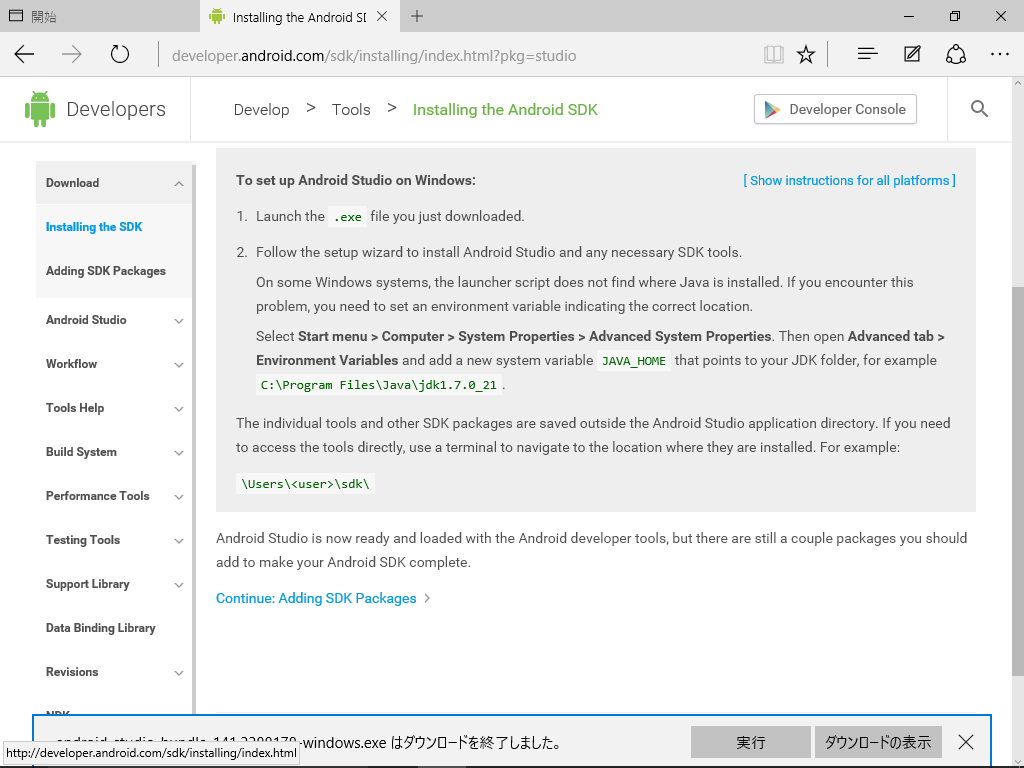 開始
Installing the Android SI
developer.android.com/sdk/installing/index.html?pkg=studio
Developers
Develop > Tools > Installing the Android SDK
Developer Console
Download
Installing the SDK
Adding SDK Packages
Android Studio
Workflow
Tools Help
Build System
Performance Tools
Testing Tools
Support Library
Data Binding Library
Revisions
NDK
To set up Android Studio on Windows:
[ Show instructions for all platforms ]
1. Launch the .exe file you just downloaded.
2. Follow the setup wizard to install Android Studio and any necessary SDK tools.
On some Windows systems, the launcher script does not find where Java is installed. If you encounter this
problem, you need to set an environment variable indicating the correct location.
Select Start menu > Computer > System Properties > Advanced System Properties. Then open Advanced tab >
Environment Variables and add a new system variable JAVA_HOME that points to your JDK folder, for example
C:\Program Files\Java\jdk1.7.0_21 .
The individual tools and other SDK packages are saved outside the Android Studio application directory. If you need
to access the tools directly, use a terminal to navigate to the location where they are installed. For example:
\Users\<user>\sdk\
Android Studio is now ready and loaded with the Android developer tools, but there are still a couple packages you should
add to make your Android SDK complete.
Continue: Adding SDK Packages >
-windows.exe はダウンロードを終了しました。
実行
ダウンロードの表示
http://developer.android.com/sdk/installing/index.html